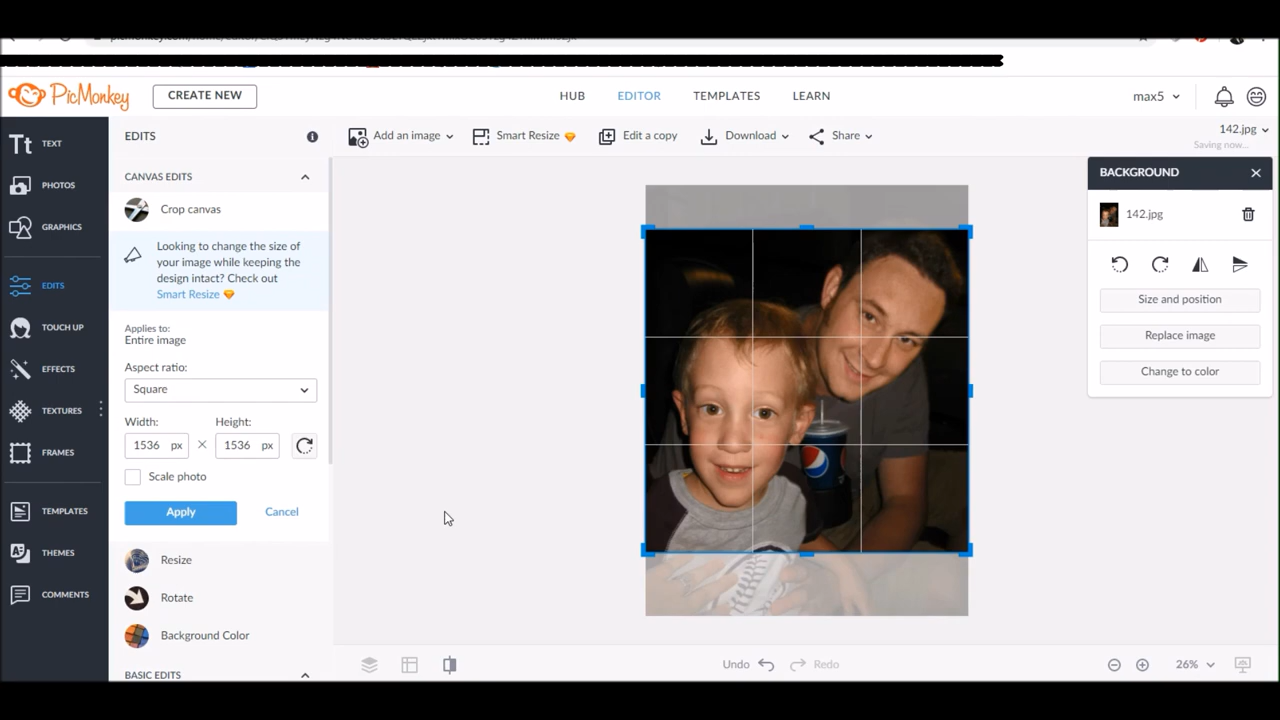 PicMonkey
CREATE NEW
HUB
EDITOR
TEMPLATES
LEARN
max5
TEXT
PHOTOS
GRAPHICS
EDITS
TOUCH UP
EFFECTS
TEXTURES
FRAMES
TEMPLATES
THEMES
COMMENTS
EDITS
CANVAS EDITS
Crop canvas
Looking to change the size of
your image while keeping the
design intact? Check out
Smart Resize
Applies to:
Entire image
Aspect ratio:
Square
Width: Height:
1536 px × 1536 px
Scale photo
Apply Cancel
Resize
Rotate
Background Color
BASIC EDITS
Add an image
Smart Resize
Edit a copy
Download
Share
142.jpg
Saving now...
BACKGROUND
142.jpg
Size and position
Replace image
Change to color
Undo
Redo
26%